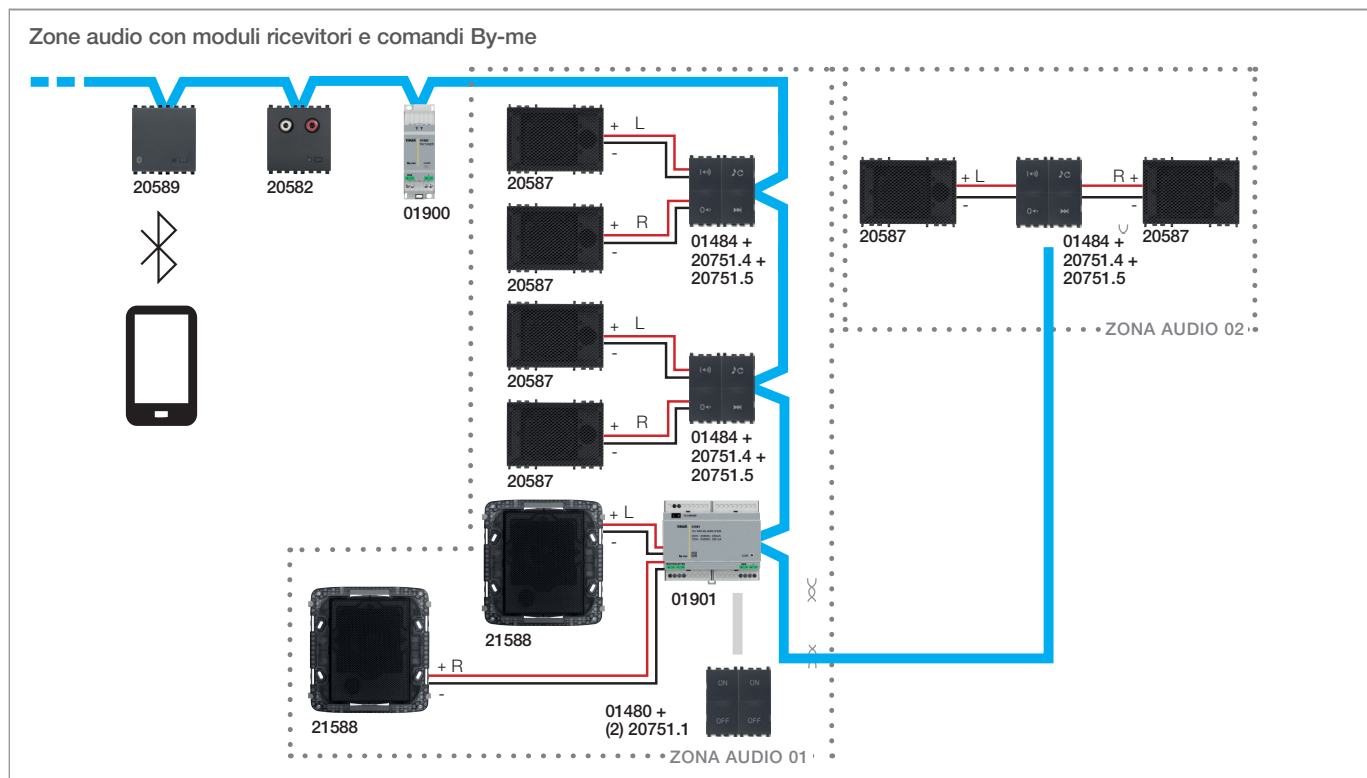 Zone audio con moduli ricevitori e comandi By-me
20589
20582
01900
+ L
-
20587
+ R
-
20587
01484 +
20751.4 +
20751.5
+ L
-
20587
+ R
-
20587
01484 +
20751.4 +
20751.5
+ L
-
21588
01901
+ R
-
21588
ON ON
OFF OFF
01480 +
(2) 20751.1
ZONA AUDIO 01
+ L
-
20587
R +
-
20587
01484 +
20751.4 +
20751.5
ZONA AUDIO 02